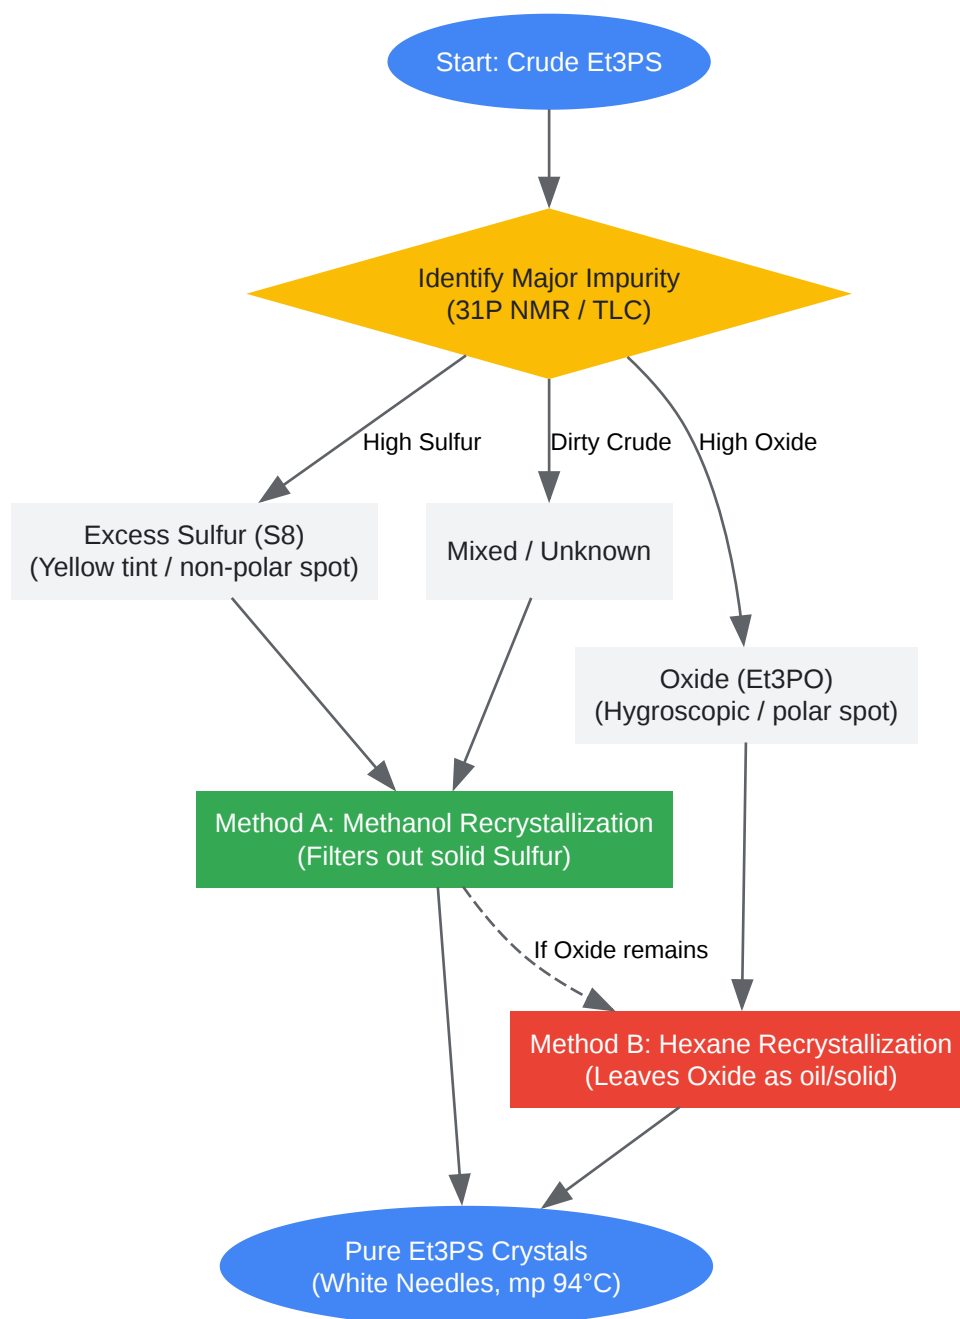 Start: Crude Et3PS
Identify Major Impurity
(31P NMR / TLC)
High Sulfur
Dirty Crude
High Oxide
Excess Sulfur (S8)
(Yellow tint / non-polar spot)
Mixed / Unknown
Oxide (Et3PO)
(Hygroscopic / polar spot)
Method A: Methanol Recrystallization
(Filters out solid Sulfur)
If Oxide remains
Method B: Hexane Recrystallization
(Leaves Oxide as oil/solid)
Pure Et3PS Crystals
(White Needles, mp 94°C)